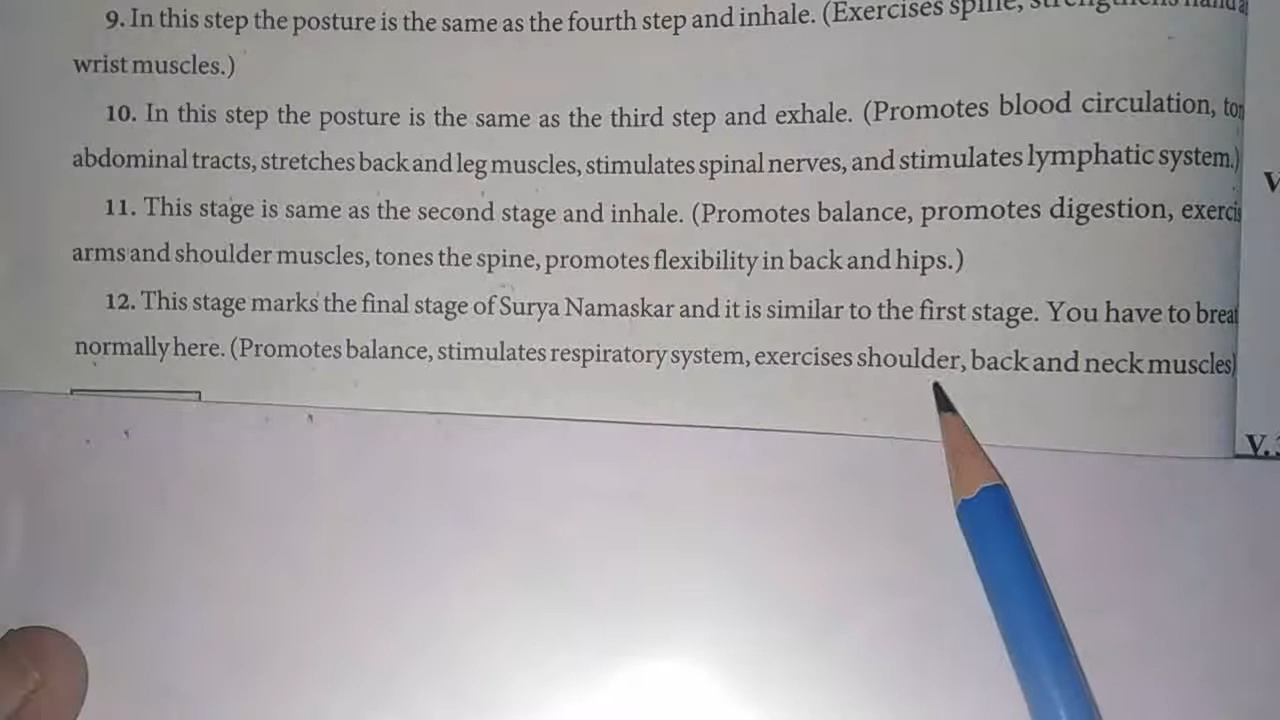 9. In this step the posture is the same as the fourth step and inhale. (Exercises spine, strengthens
wrist muscles.)
10. In this step the posture is the same as the third step and exhale. (Promotes blood circulation,
abdominal tracts, stretches back and leg muscles, stimulates spinal nerves, and stimulates lymphatic system.)
11. This stage is same as the second stage and inhale. (Promotes balance, promotes digestion,
arms and shoulder muscles, tones the spine, promotes flexibility in back and hips.)
12. This stage marks the final stage of Surya Namaskar and it is similar to the first stage. You have to
normally here. (Promotes balance, stimulates respiratory system, exercises shoulder, back and neck muscles)
V